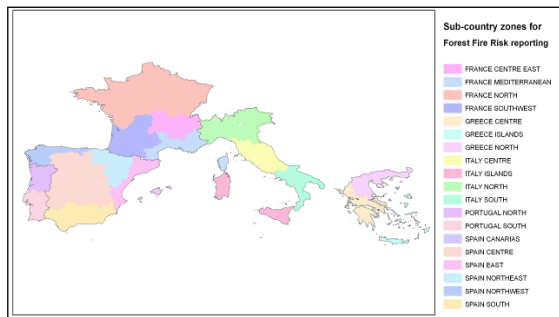 Sub-country zones for
Forest Fire Risk reporting
FRANCE CENTRE EAST
FRANCE MEDITERRANEAN
FRANCE NORTH
FRANCE SOUTHWEST
GREECE CENTRE
GREECE ISLANDS
GREECE NORTH
ITALY CENTRE
ITALY ISLANDS
ITALY NORTH
ITALY SOUTH
PORTUGAL NORTH
PORTUGAL SOUTH
SPAIN CANARIAS
SPAIN CENTRE
SPAIN EAST
SPAIN NORTHEAST
SPAIN NORTHWEST
SPAIN SOUTH